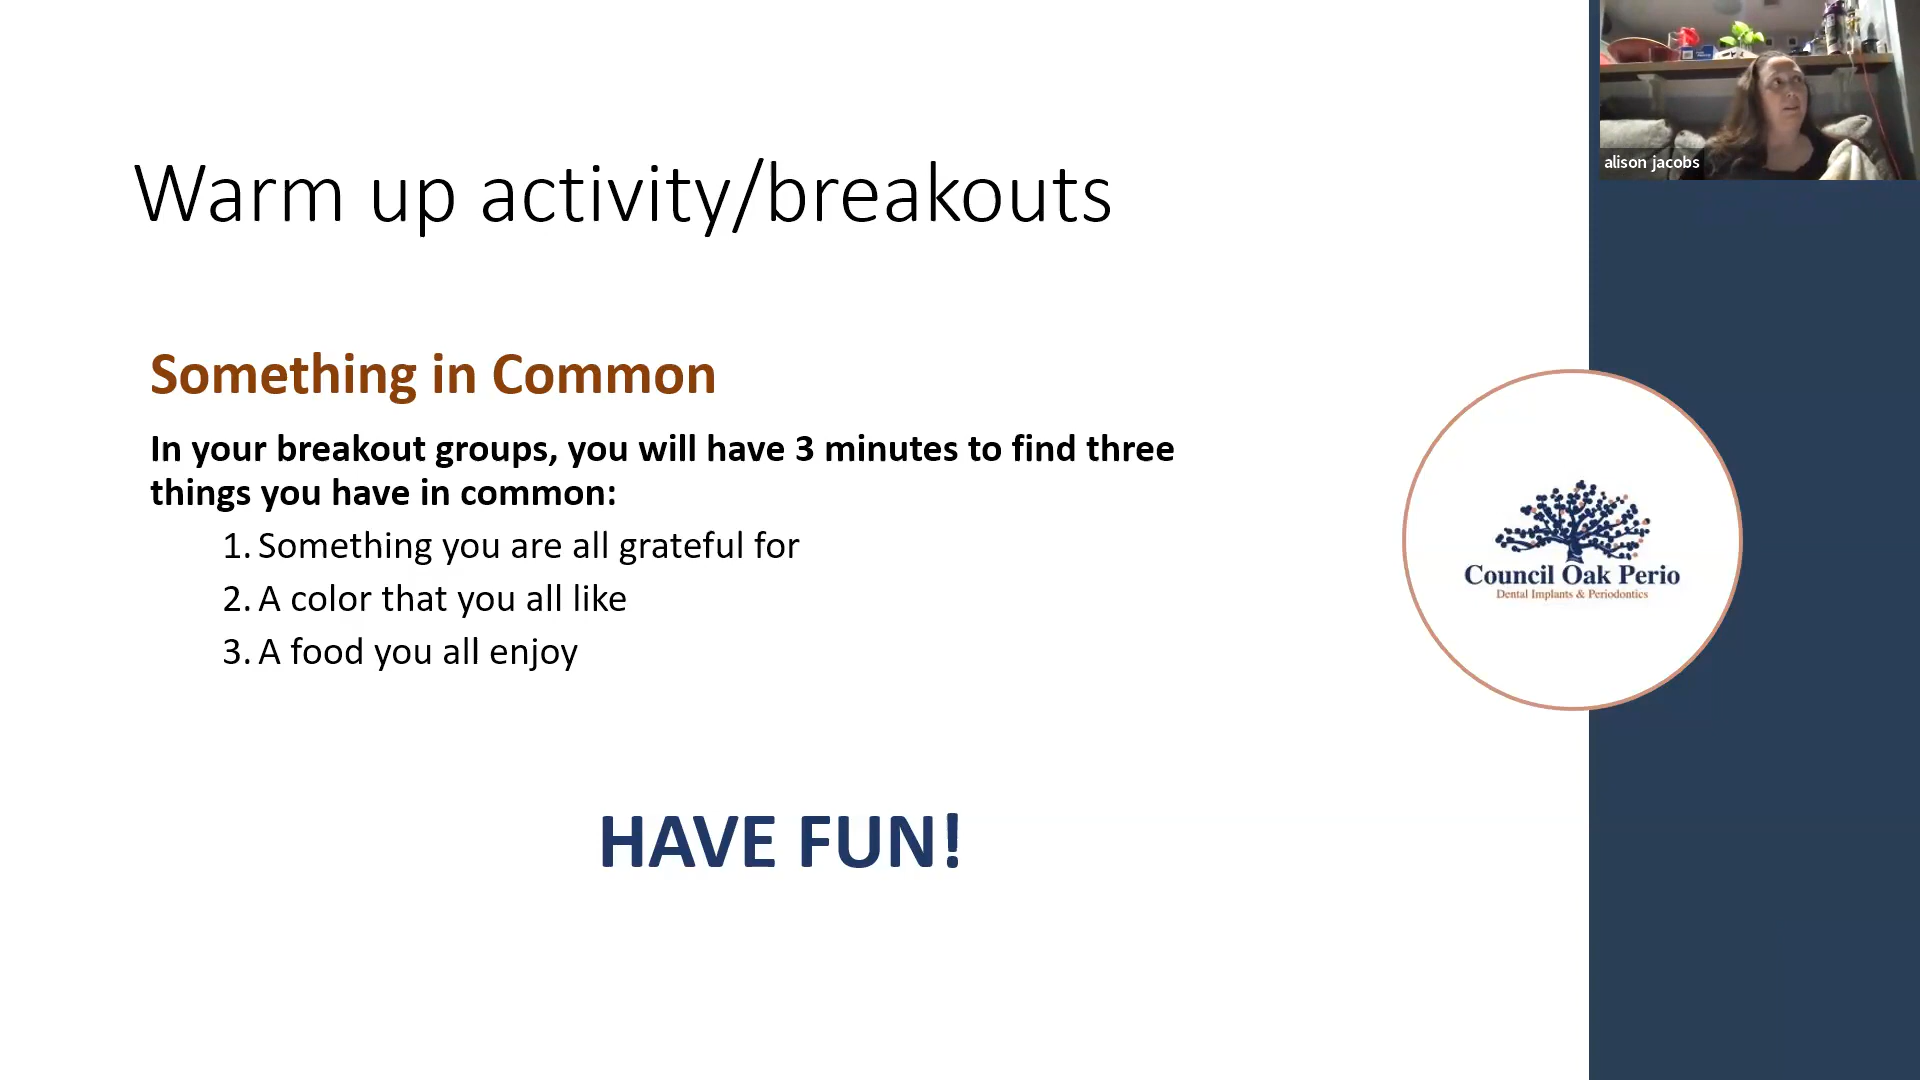 alison jacobs
Warm up activity/breakouts
Something in Common
In your breakout groups, you will have 3 minutes to find three
things you have in common:
1. Something you are all grateful for
2. A color that you all like
3. A food you all enjoy
Council Oak Perio
Dental Implants & Periodontics
HAVE FUN!